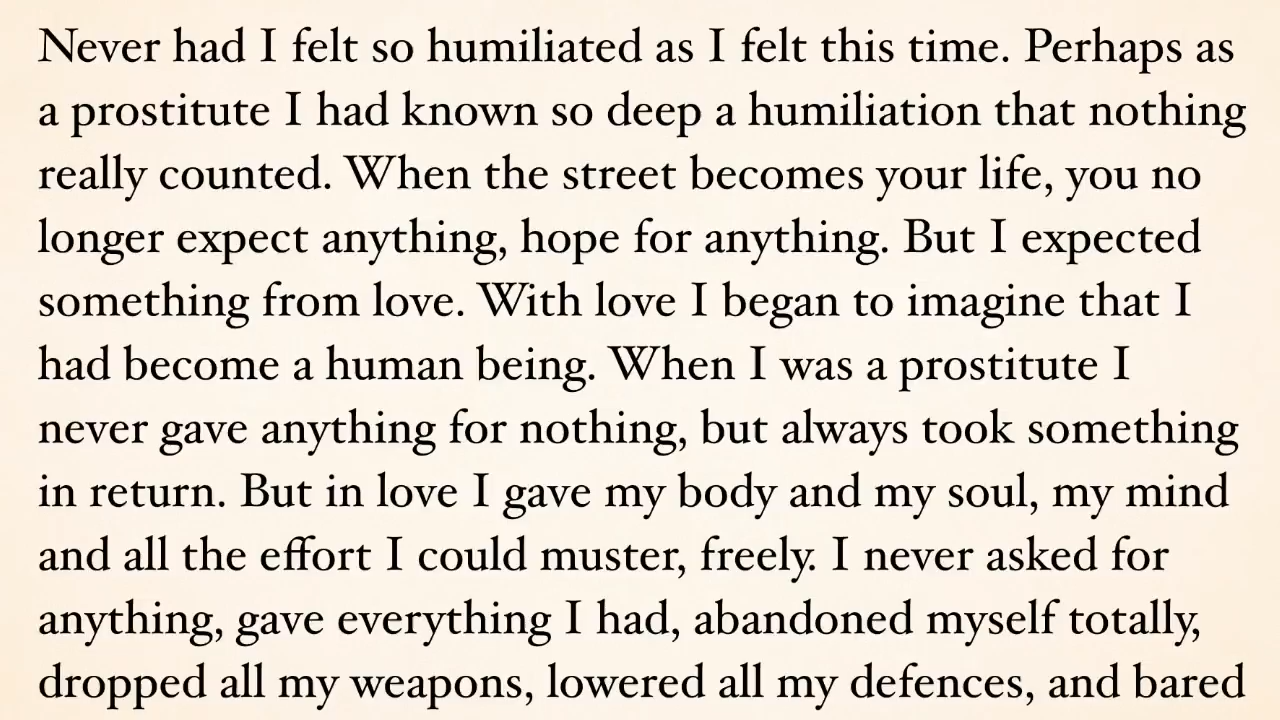 Never had I felt so humiliated as I felt this time. Perhaps as
a prostitute I had known so deep a humiliation that nothing
really counted. When the street becomes your life, you no
longer expect anything, hope for anything. But I expected
something from love. With love I began to imagine that I
had become a human being. When I was a prostitute I
never gave anything for nothing, but always took something
in return. But in love I gave my body and my soul, my mind
and all the effort I could muster, freely. I never asked for
anything, gave everything I had, abandoned myself totally,
dropped all my weapons, lowered all my defences, and bared